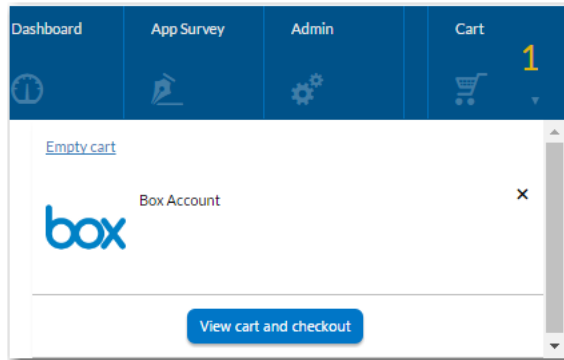 Dashboard App Survey Admin Cart
1
Empty cart
Box Account
box
View cart and checkout